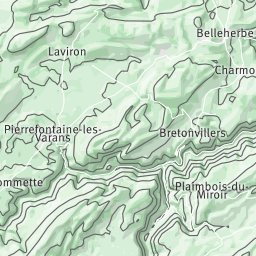 Belleherbe
Laviron
Charmo
Pierrefontaine-les-
Varans
Bretonvillers
ommette
Plaimbois-du-
Miroir